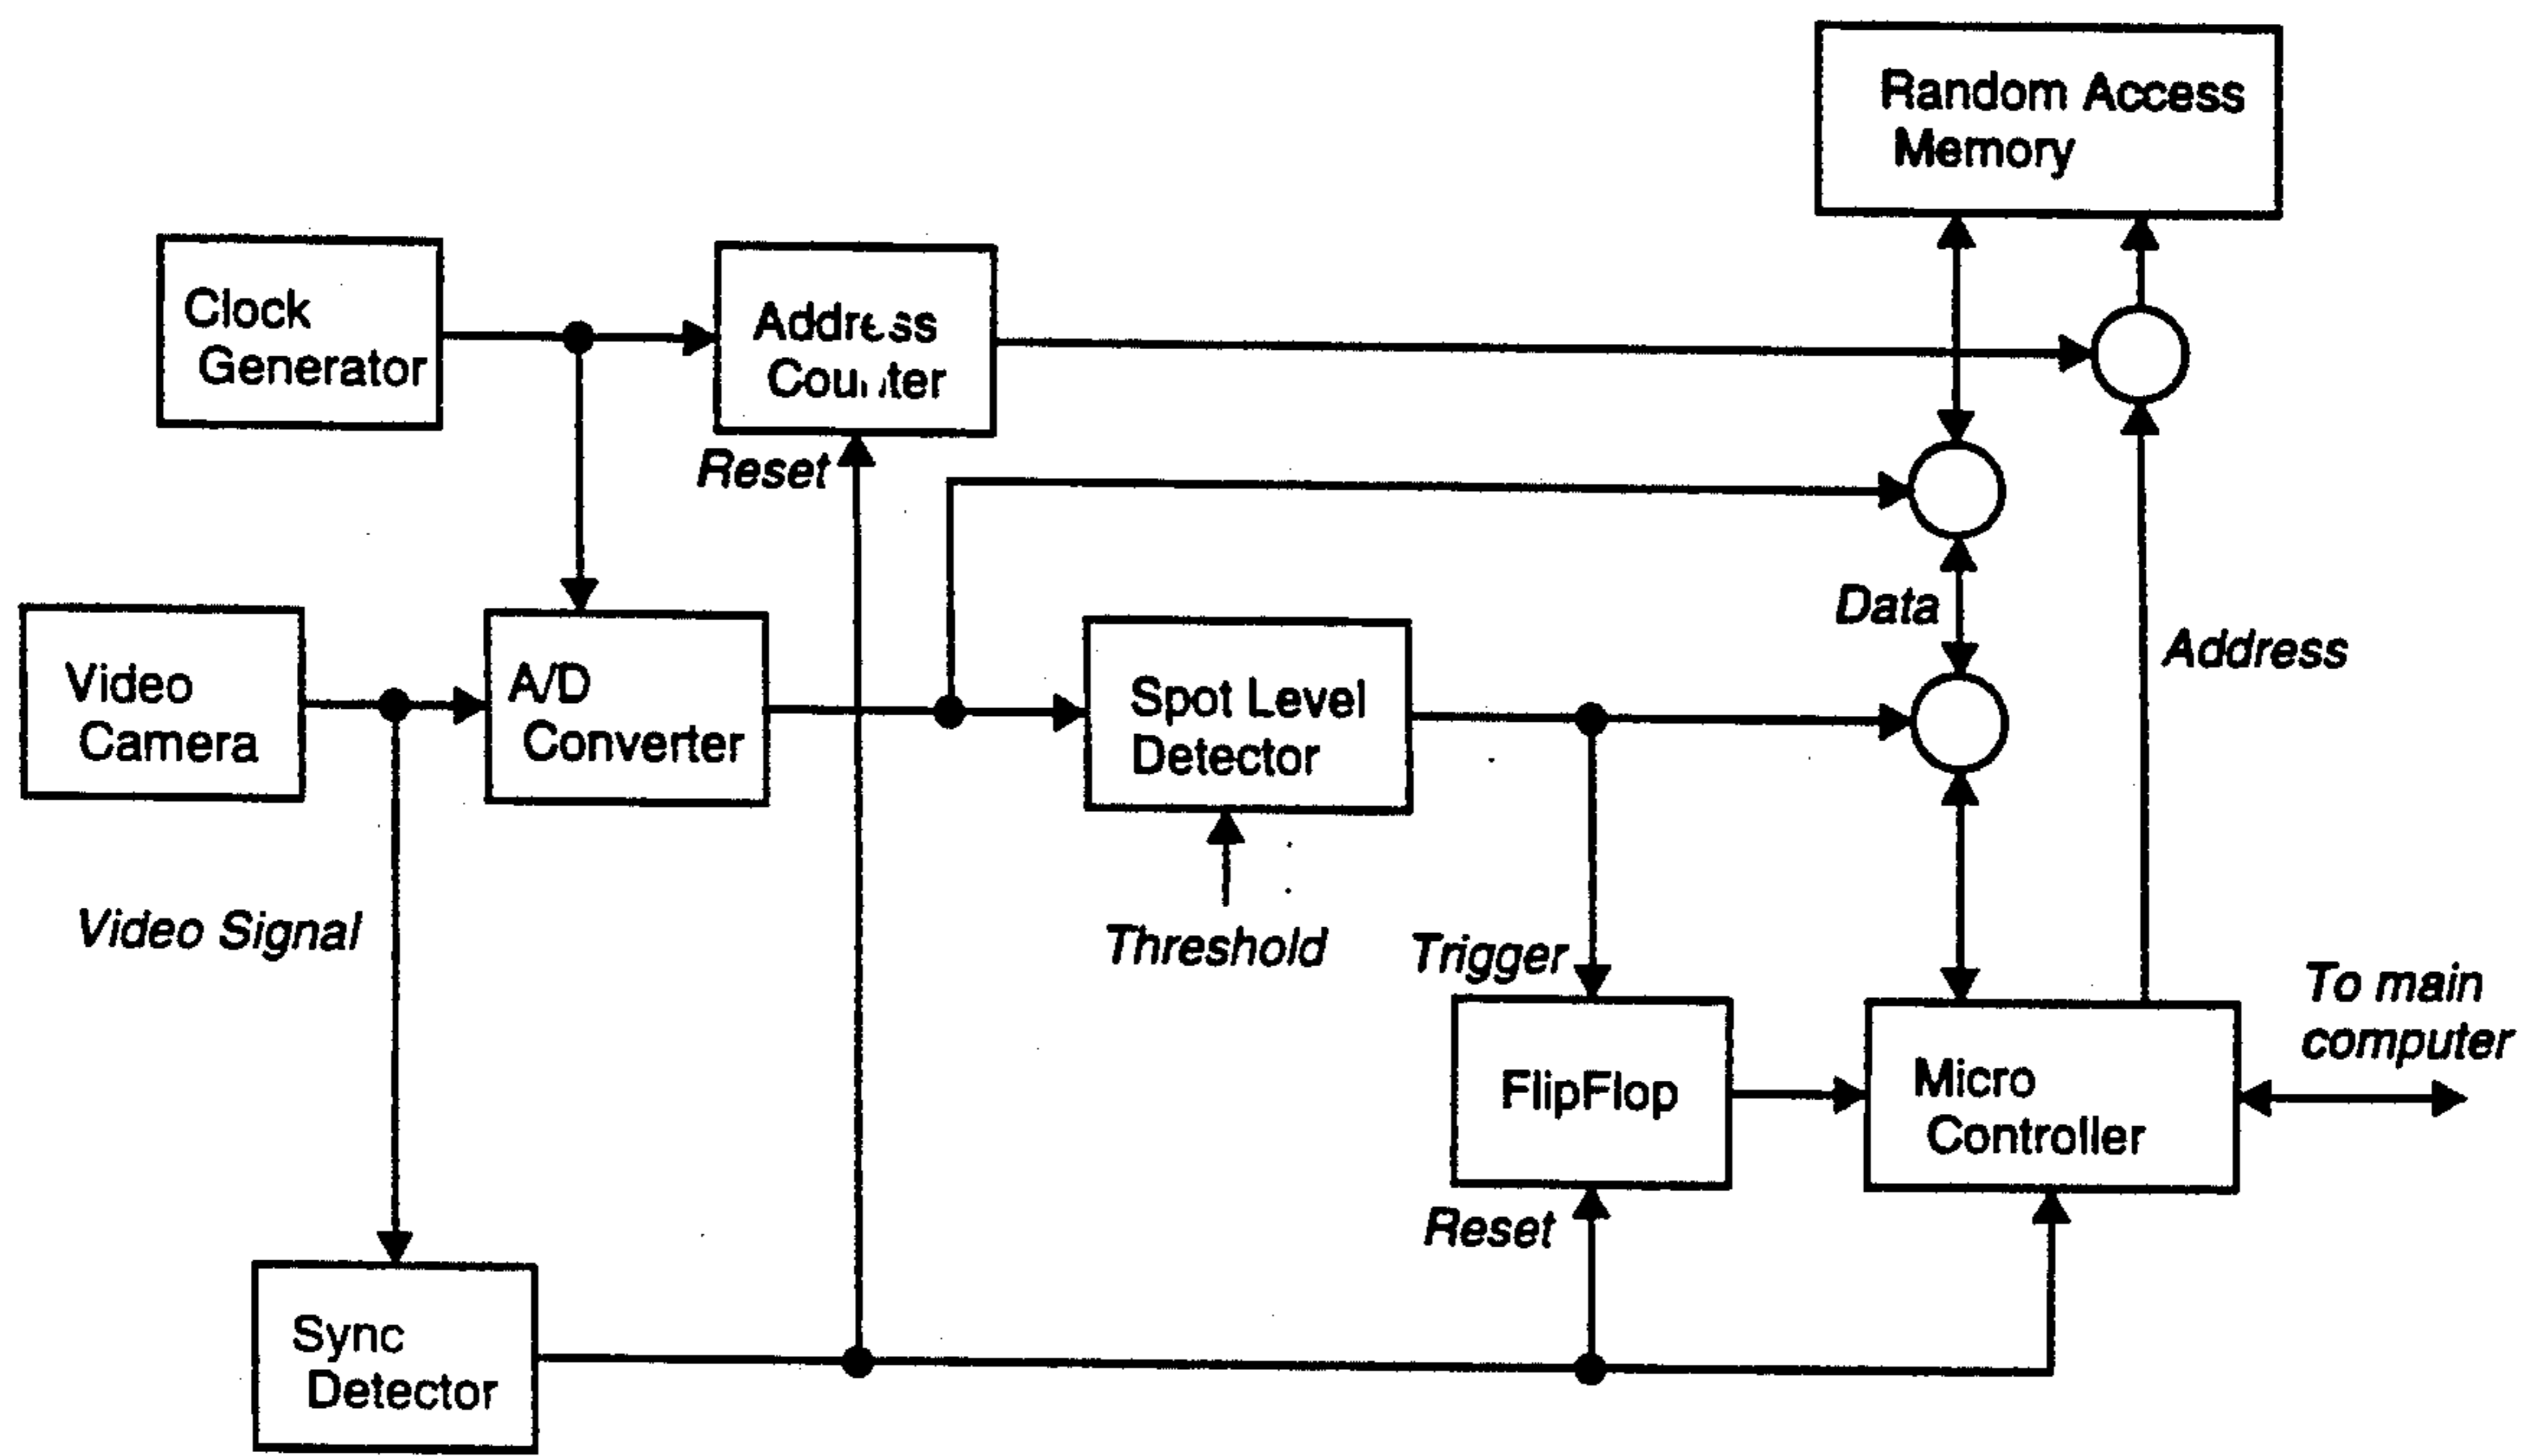 Random Access
Memory
Clock
Generator
Address
Counter
Reset
Data
Address
Video
Camera
A/D
Converter
Spot Level
Detector
Video Signal
Threshold
Trigger
To main
computer
FlipFlop
Micro
Controller
Reset
Sync
Detector